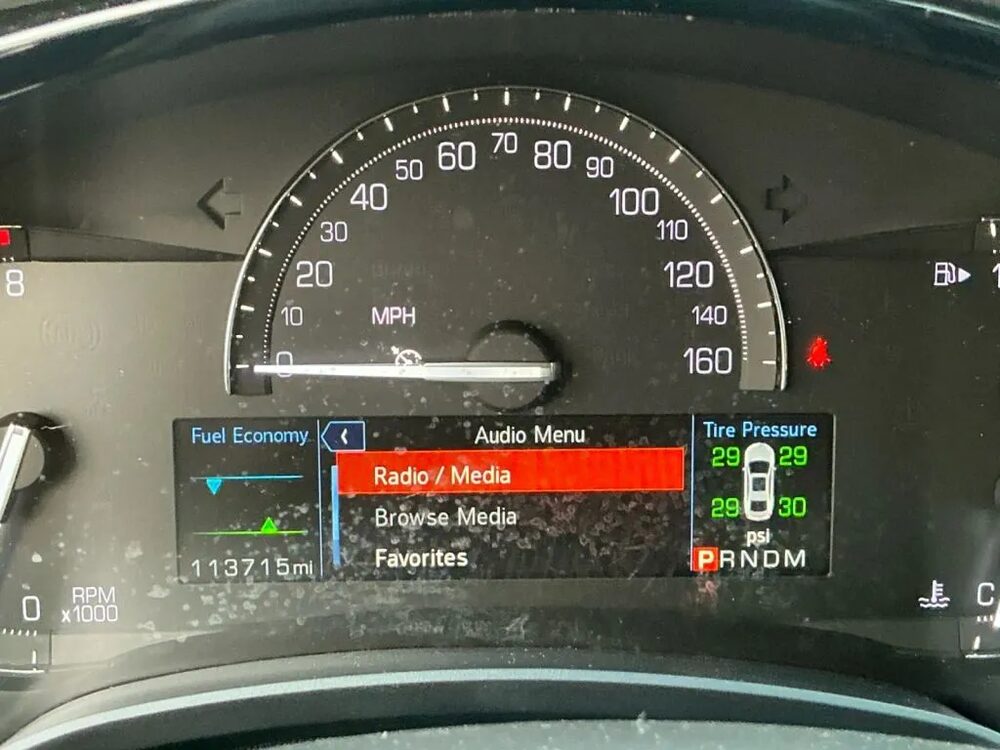 70
60 80
50 90
40 100
30 110
20 120
8
10 MPH 140
0 160
Fuel Economy
Audio Menu
Tire Pressure
Radio / Media
29 29
Browse Media
29 30
psi
Favorites
113715mi
PRNDM
0 RPM
x1000
C